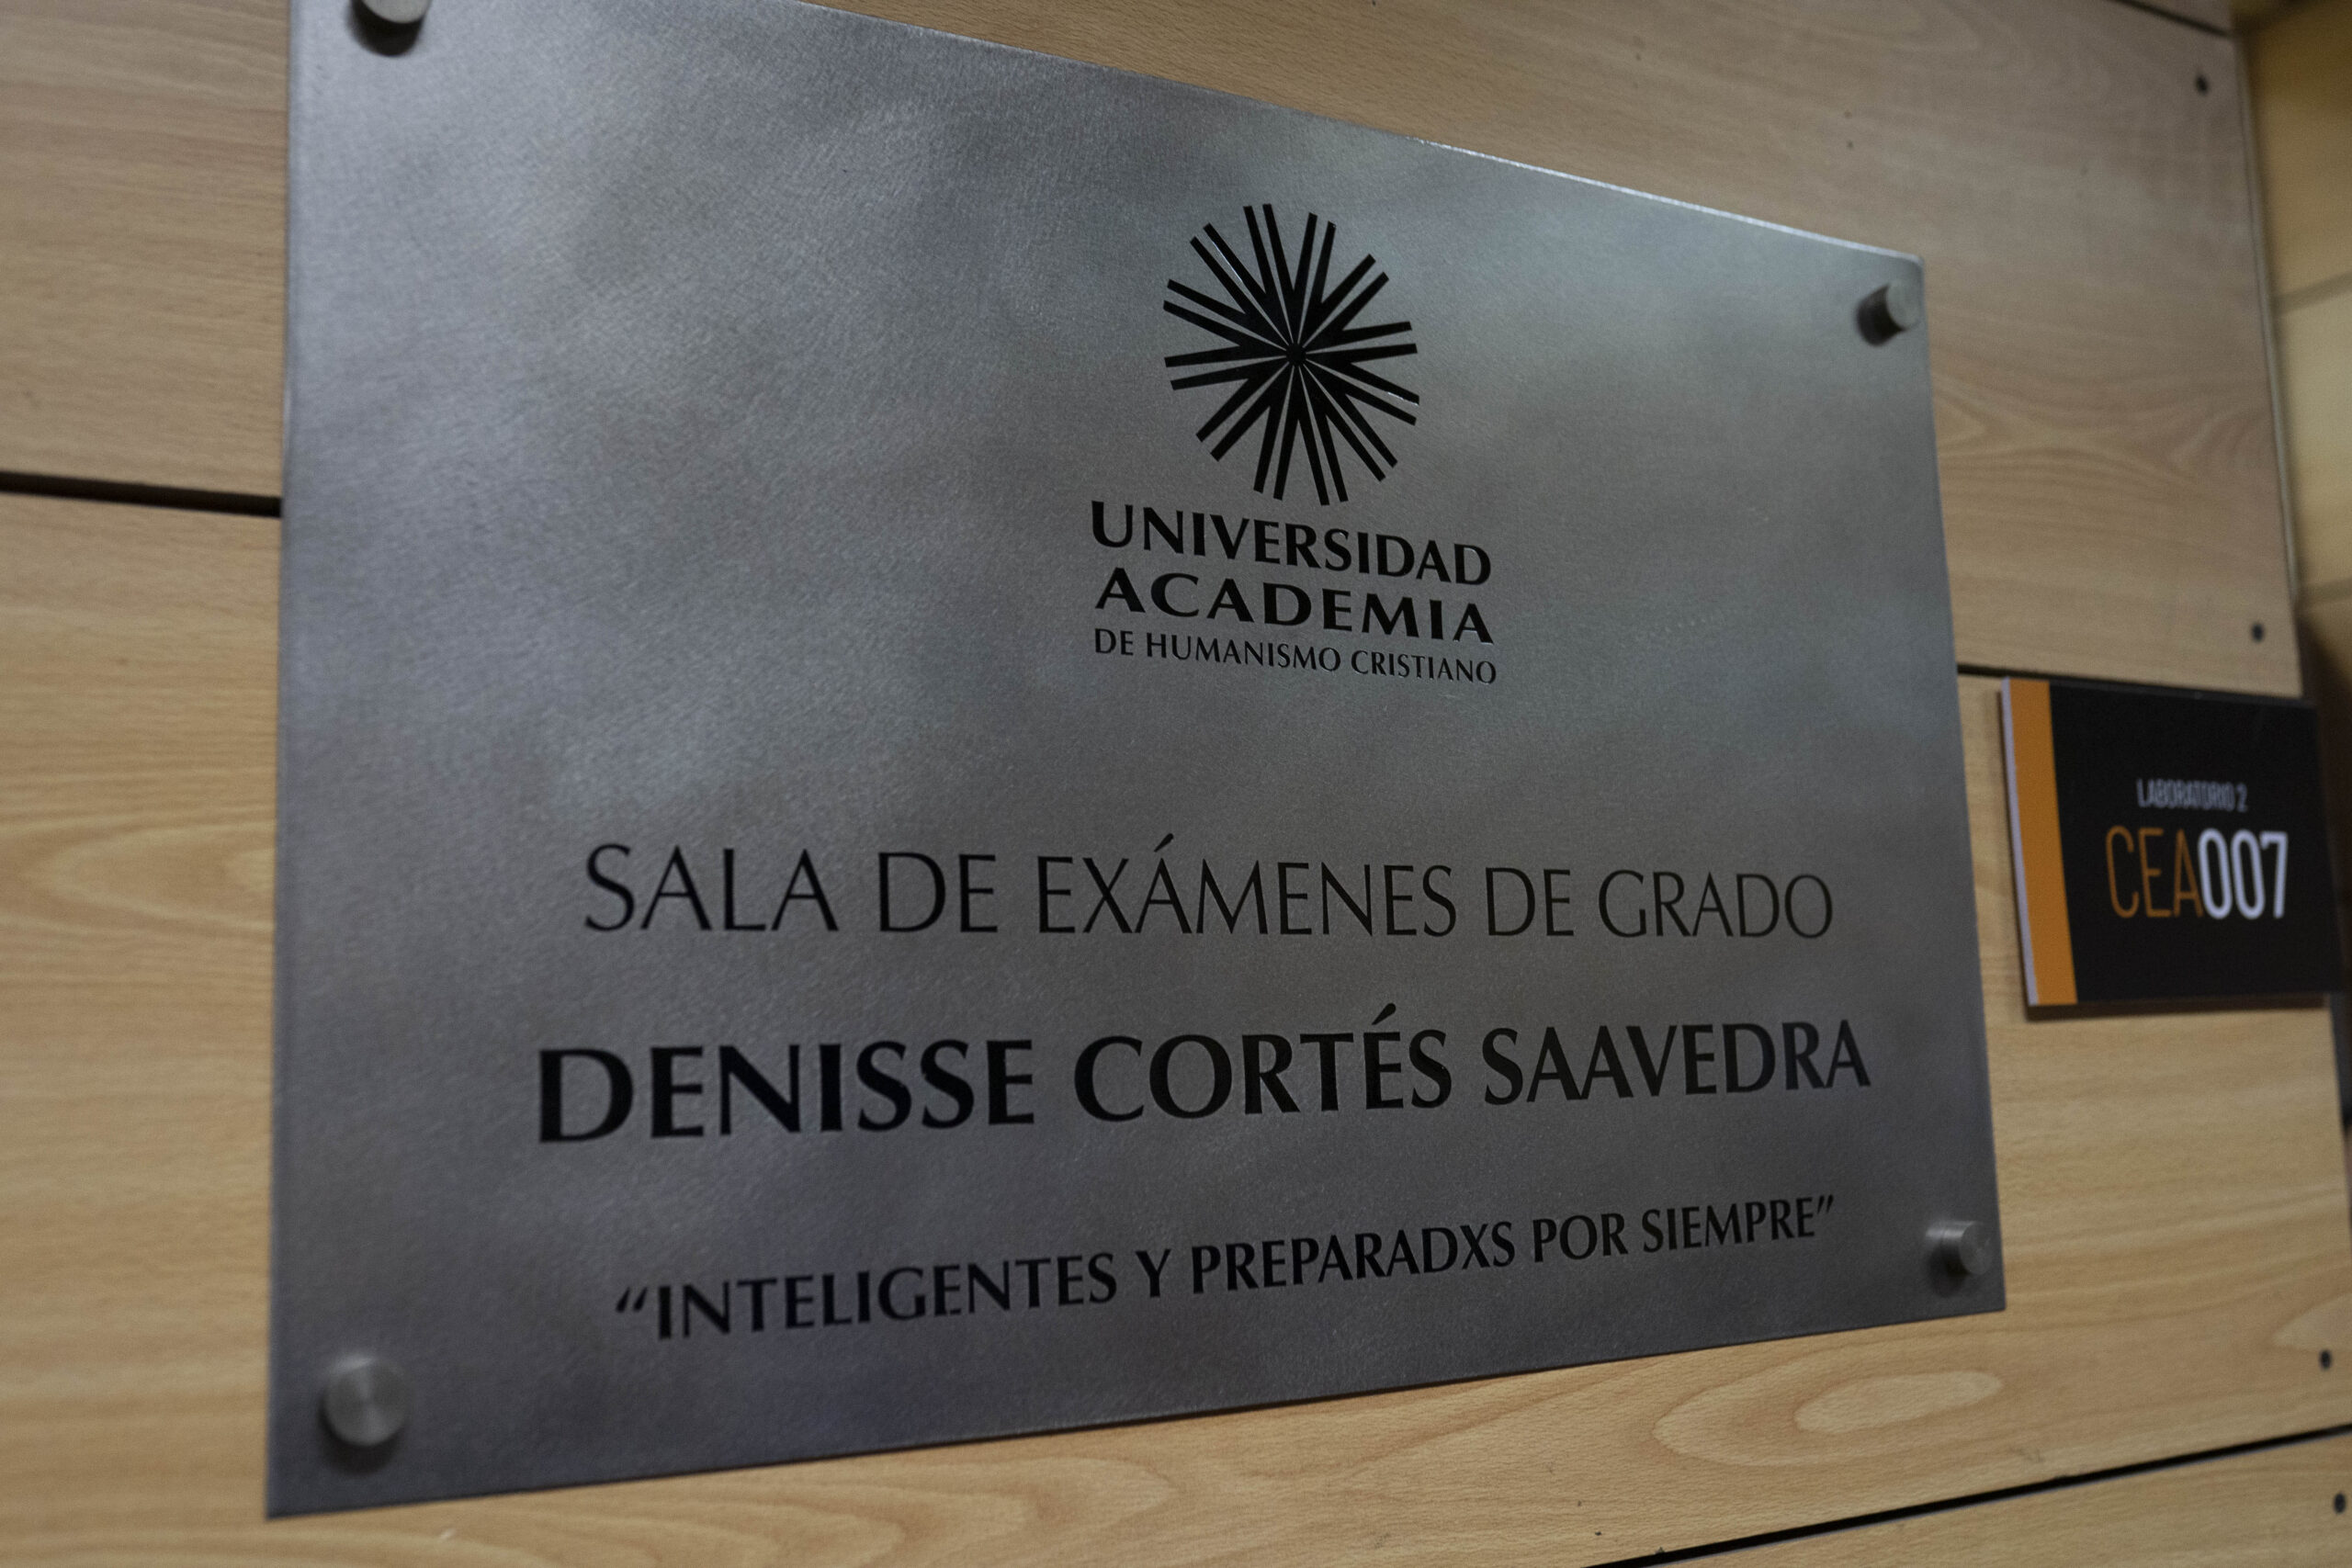 UNIVERSIDAD
ACADEMIA
DE HUMANISMO CRISTIANO
SALA DE EXÁMENES DE GRADO
DENISSE CORTÉS SAAVEDRA
“INTELIGENTES Y PREPARADXS POR SIEMPRE”
LABORATORIO 2
CEA007